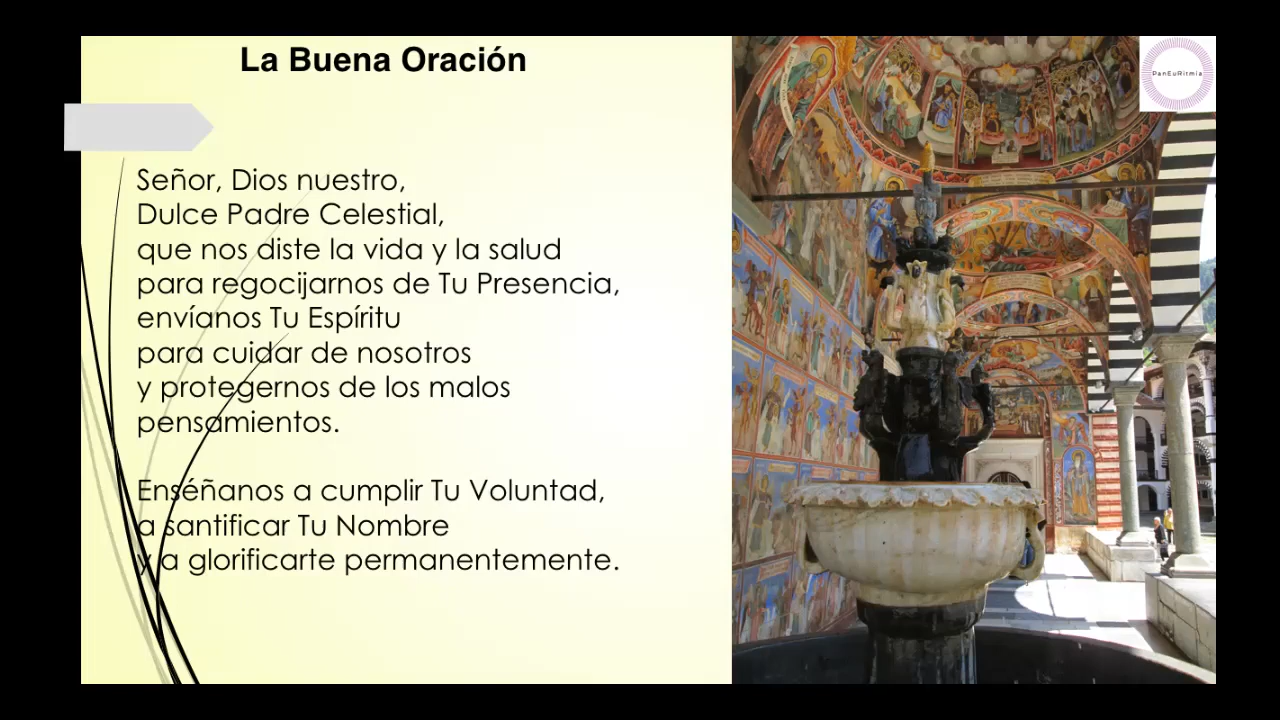 La Buena Oración
PanEuRitmia
Señor, Dios nuestro,
Dulce Padre Celestial,
que nos diste la vida y la salud
para regocijarnos de Tu Presencia,
envíanos Tu Espíritu
para cuidar de nosotros
y protegernos de los malos
pensamientos.
Enséñanos a cumplir Tu Voluntad,
a santificar Tu Nombre
y a glorificarte permanentemente.